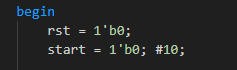 begin
rst = 1'b0;
start = 1'b0; #10;